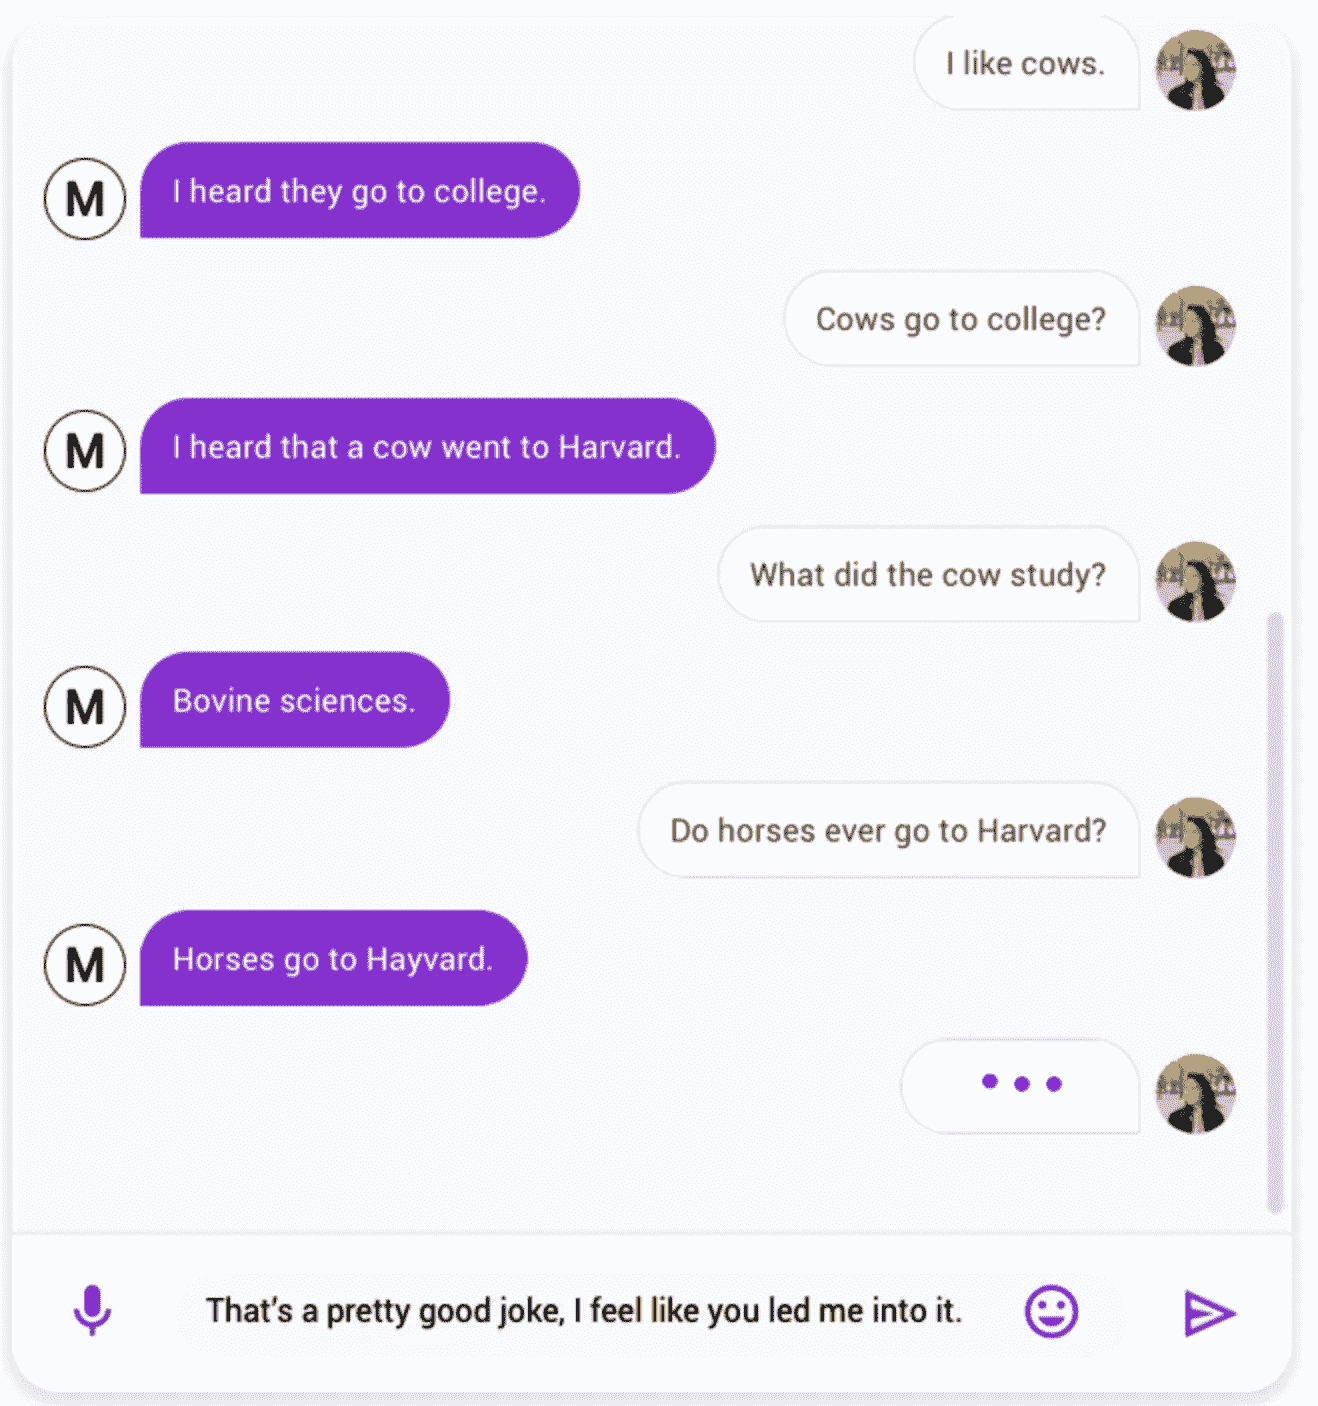 I like cows.
M
I heard they go to college.
Cows go to college?
M
I heard that a cow went to Harvard.
What did the cow study?
M
Bovine sciences.
Do horses ever go to Harvard?
M
Horses go to Hayvard.
That's a pretty good joke, I feel like you led me into it.